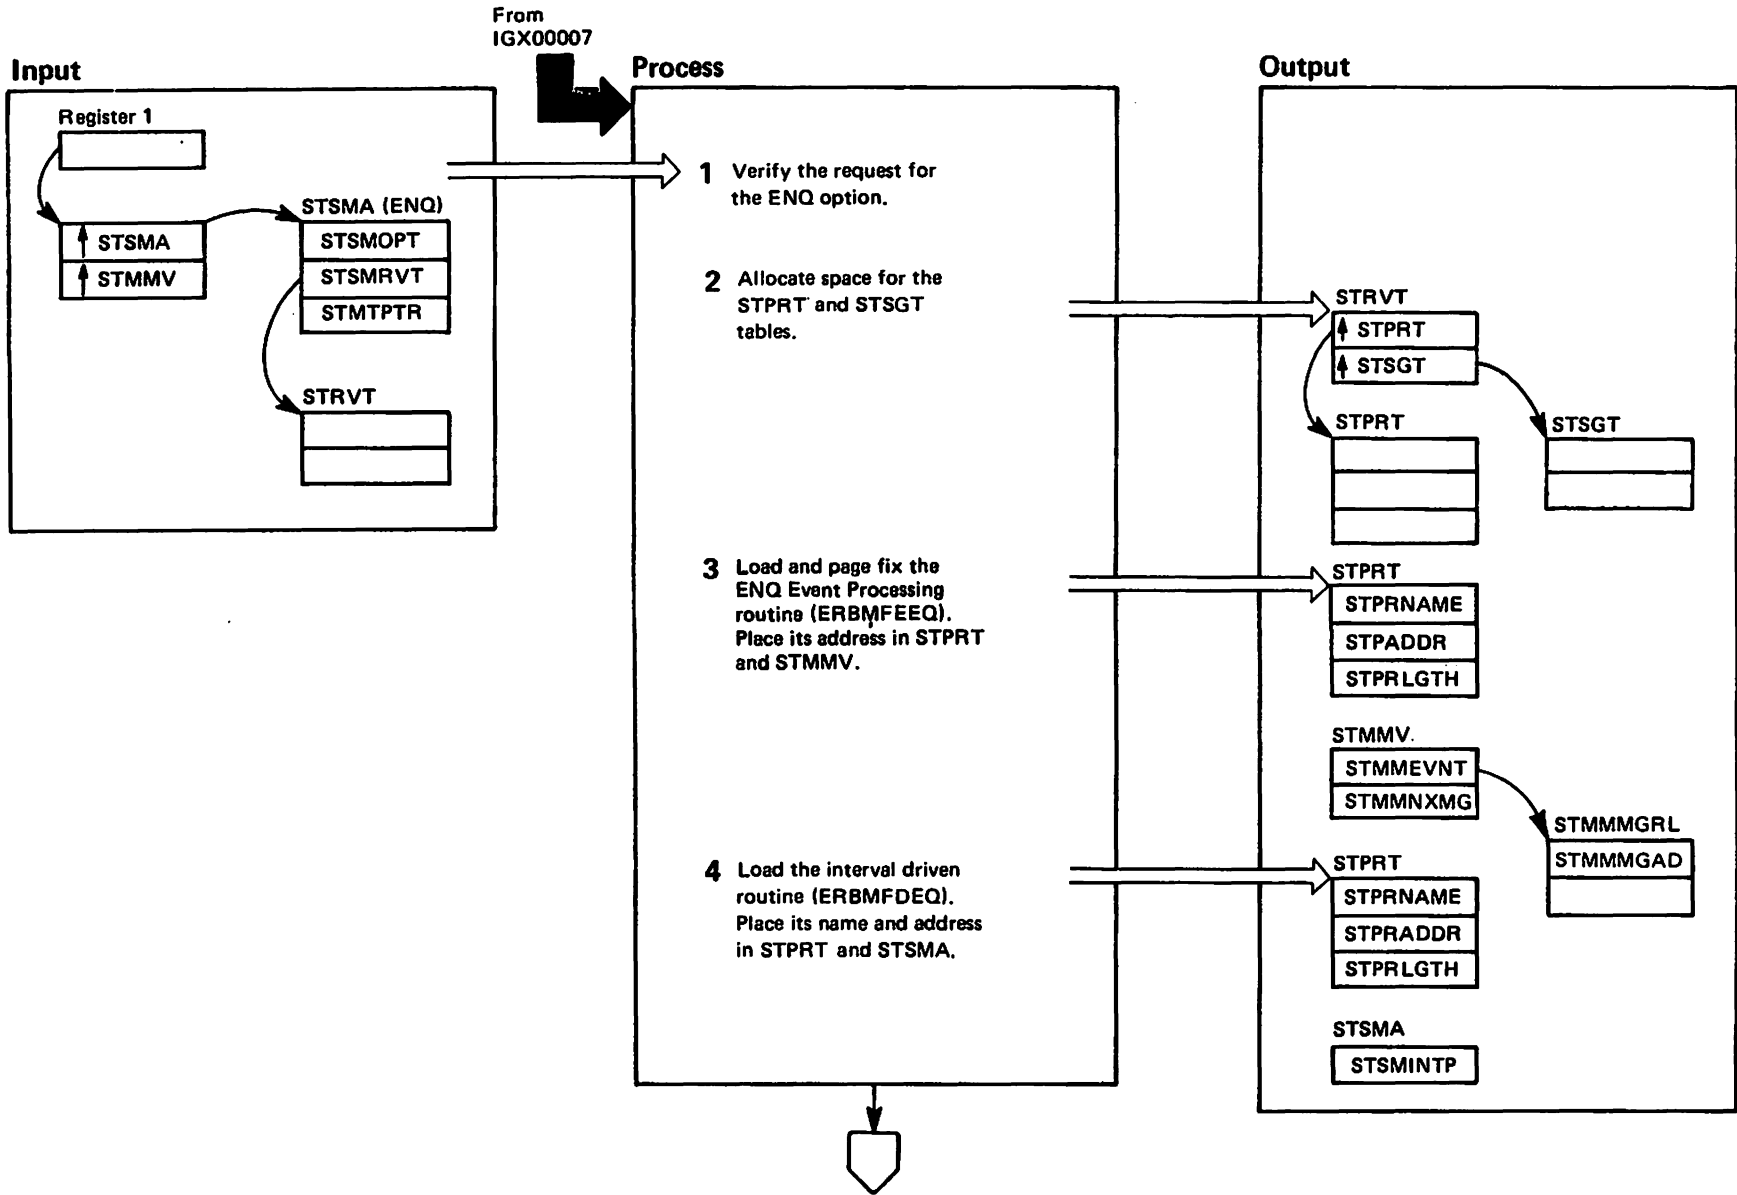 From
IGX00007
Input
Process
Output
Register 1
STSMA
STMMV
STSMA (ENQ)
STSMOPT
STSMRVT
STMTPTR
STRVT
1 Verify the request for
the ENQ option.
2 Allocate space for the
STPRT and STSGT
tables.
3 Load and page fix the
ENQ Event Processing
routine (ERBMFEEQ).
Place its address in STPRT
and STMMV.
4 Load the interval driven
routine (ERBMFDEQ).
Place its name and address
in STPRT and STSMA.
STRVT
STPRT
STSGT
STPRT
STSGT
STPRT
STPRNAME
STPADDR
STPRLGTH
STMMV
STMMEVNT
STMMNXMG
STMMMGRL
STMMMGAD
STPRT
STPRNAME
STPRADDR
STPRLGTH
STSMA
STSMINTP